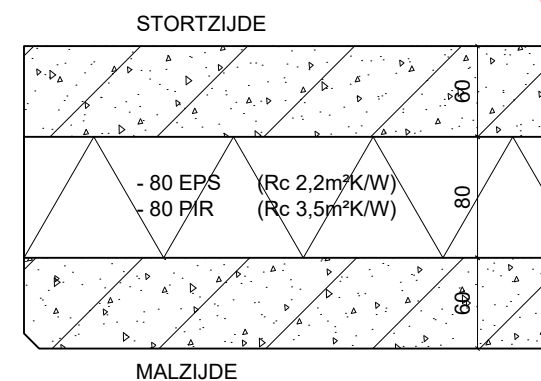 STORTZIJDE
60
- 80 EPS (Rc 2,2m²K/W)
- 80 PIR (Rc 3,5m²K/W)
80
60
MALZIJDE